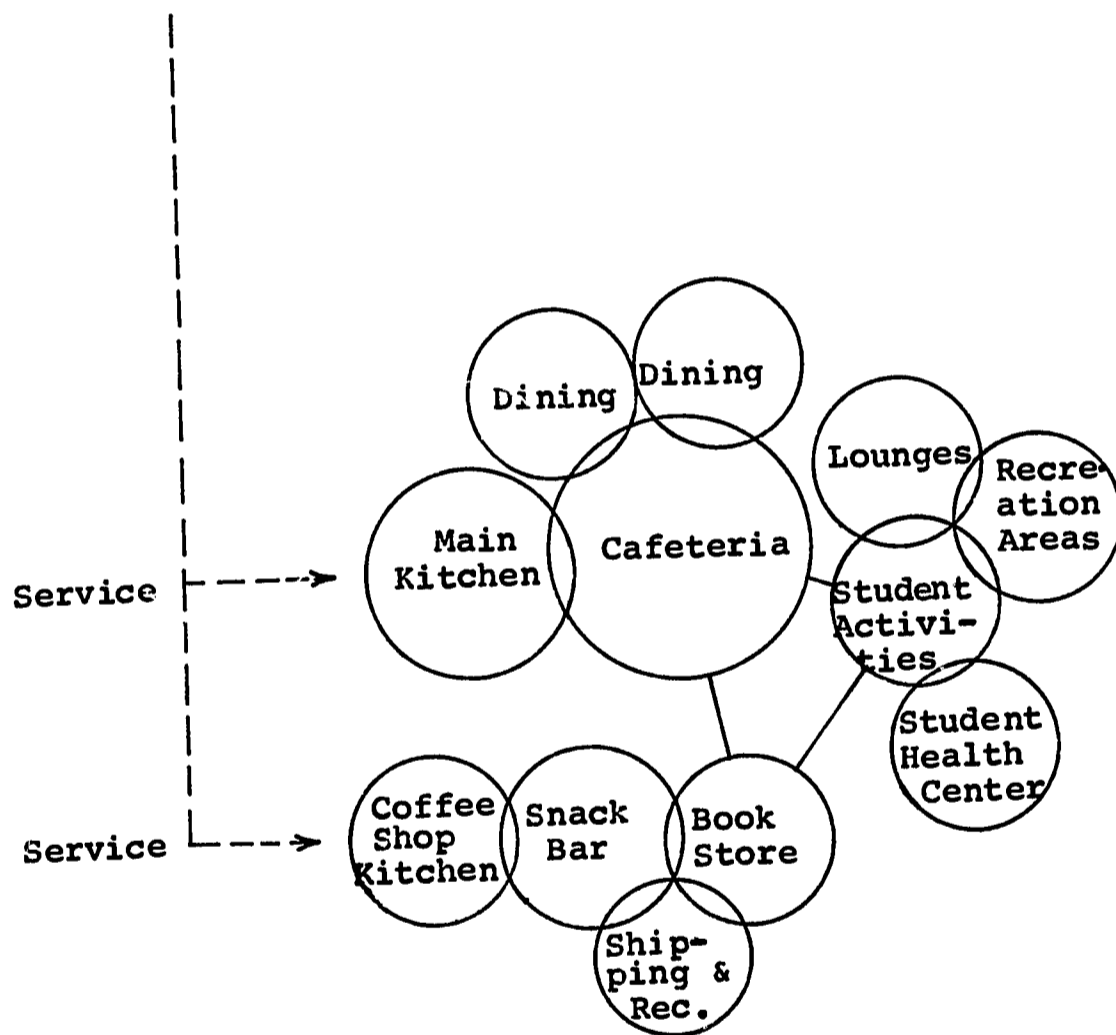 Dining
Dining
Lounges
Recre-
ation
Areas
Main
Kitchen
Cafeteria
Service
Student
Activi-
ties
Student
Health
Center
Coffee
Shop
Kitchen
Snack
Bar
Book
Store
Service
Ship-
ping &
Rec.